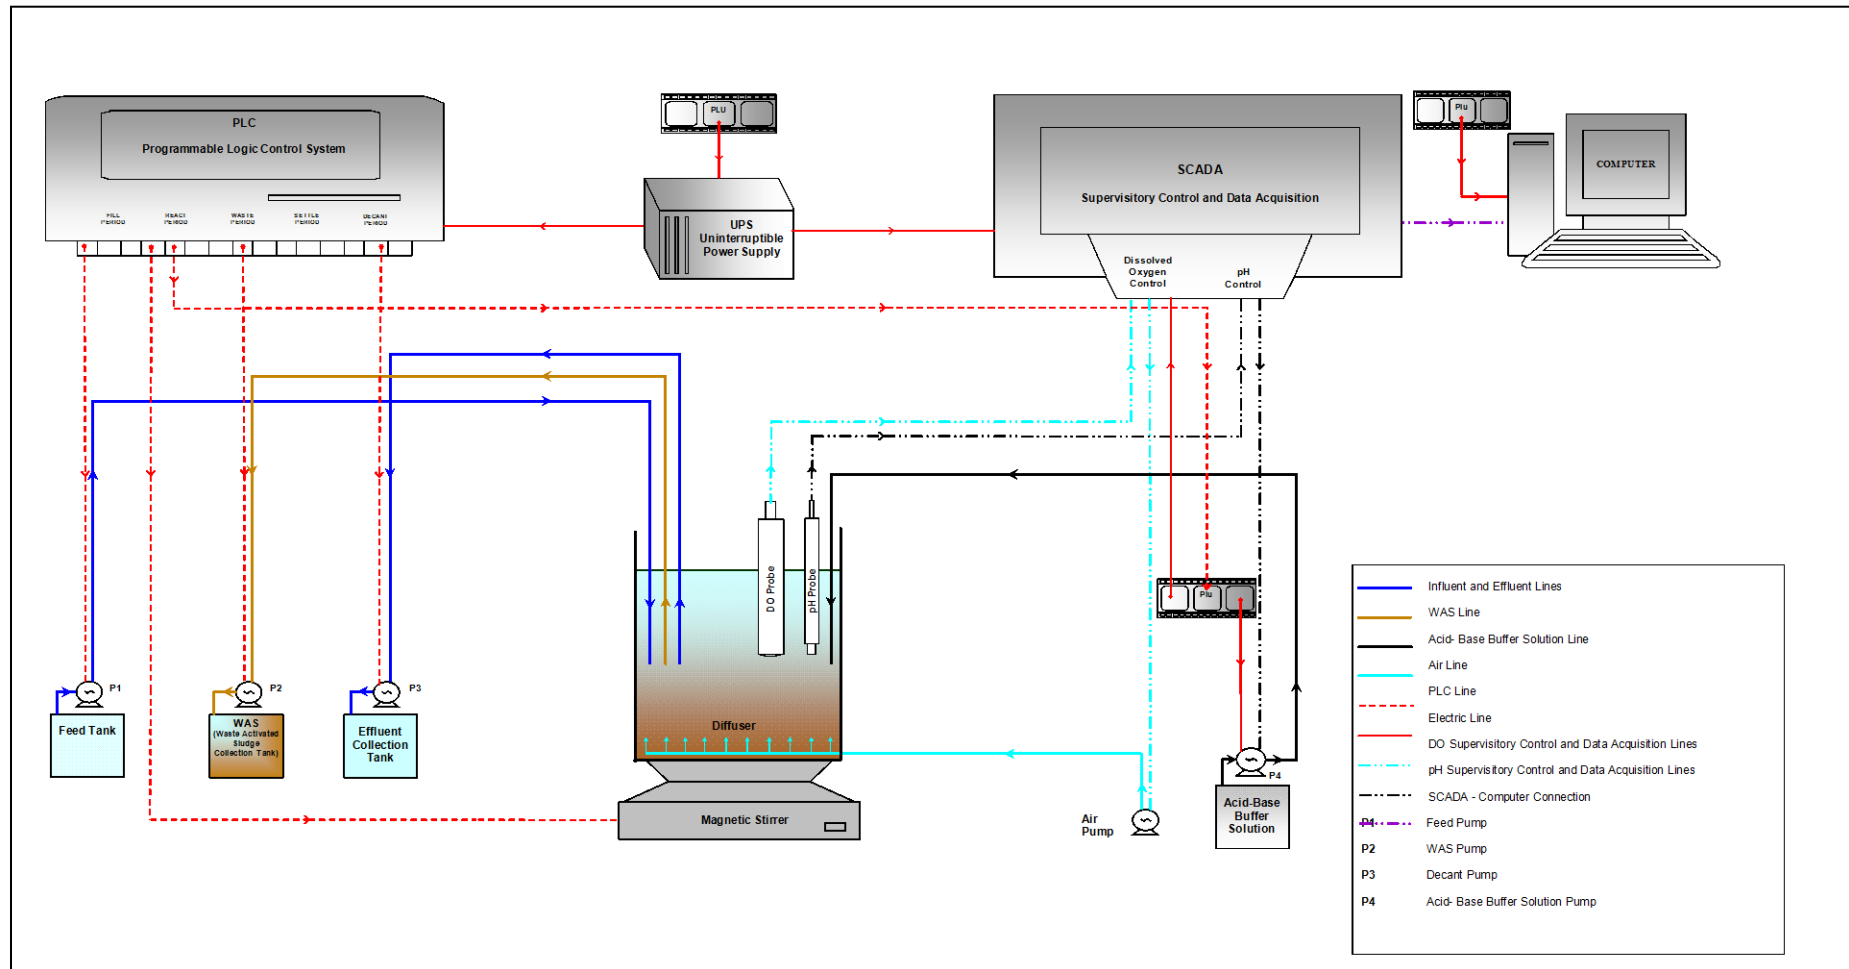 PLC
Programmable Logic Control System
FILL
PERIOD
REACT
PERIOD
WASTE
PERIOD
SETTLE
PERIOD
DECANT
PERIOD
PLU
UPS
Uninterruptible
Power Supply
SCADA
Supervisitory Control and Data Acquisition
Dissolved
Oxygen
Control
pH
Control
Plu
COMPUTER
DO Probe
pH Probe
Plu
P1
P2
P3
Feed Tank
WAS
(Waste Activated
Sludge
Collection Tank)
Effluent
Collection
Tank
Diffuser
Magnetic Stirrer
Air
Pump
P4
Acid-Base
Buffer
Solution
Influent and Effluent Lines
WAS Line
Acid- Base Buffer Solution Line
Air Line
PLC Line
Electric Line
DO Supervisitory Control and Data Acquisition Lines
pH Supervisitory Control and Data Acquisition Lines
SCADA - Computer Connection
P1 Feed Pump
P2 WAS Pump
P3 Decant Pump
P4 Acid- Base Buffer Solution Pump